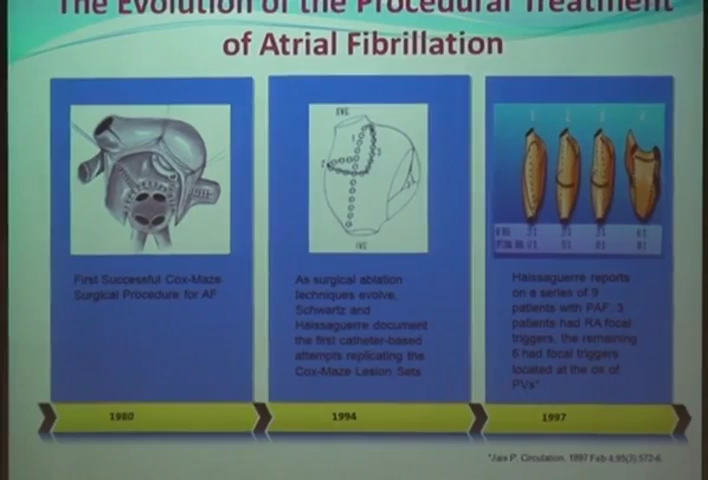 The Evolution of the Procedural Treatment
of Atrial Fibrillation
SVC
IVC
First Successful Cox-Maze
Surgical Procedure for AF
As surgical ablation
techniques evolve,
Schwartz and
Haissaguerre document
the first catheter-based
attempts replicating the
Cox-Maze Lesion Sets
Haissaguerre reports
on a series of 9
patients with PAF: 3
patients had RA focal
triggers, the remaining
6 had focal triggers
located at the os of
PVs*
1980
1994
1997
*Jais P. Circulation. 1997 Feb 4;95(3):572-6.